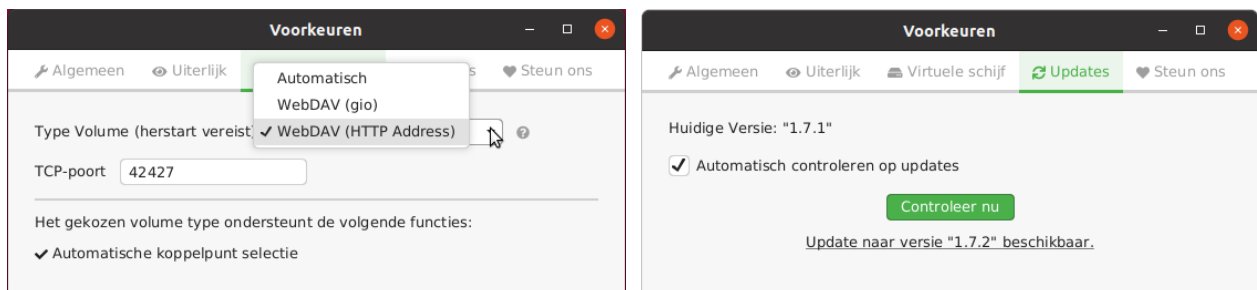 Voorkeuren
Algemeen Uiterlijk s Steun ons
Automatisch
WebDAV (gio)
Type Volume (herstart vereist) WebDAV (HTTP Address)
TCP-poort 42427
Het gekozen volume type ondersteunt de volgende functies:
Automatische koppelpunt selectie
Voorkeuren
Algemeen Uiterlijk Virtuele schijf Updates Steun ons
Huidige Versie: "1.7.1"
Automatisch controleren op updates
Controleer nu
Update naar versie "1.7.2" beschikbaar.